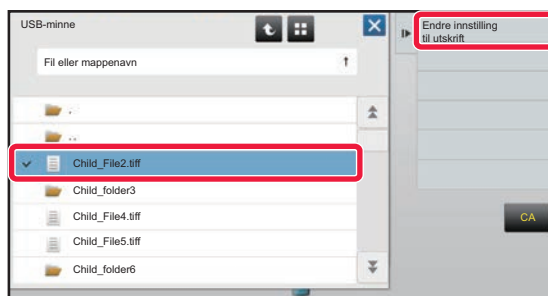 USB-minne
Fil eller mappenavn
.
..
Child_File2.tiff
Child_folder3
Child_File4.tiff
Child_File5.tiff
Child_folder6
Endre innstilling
til utskrift
CA